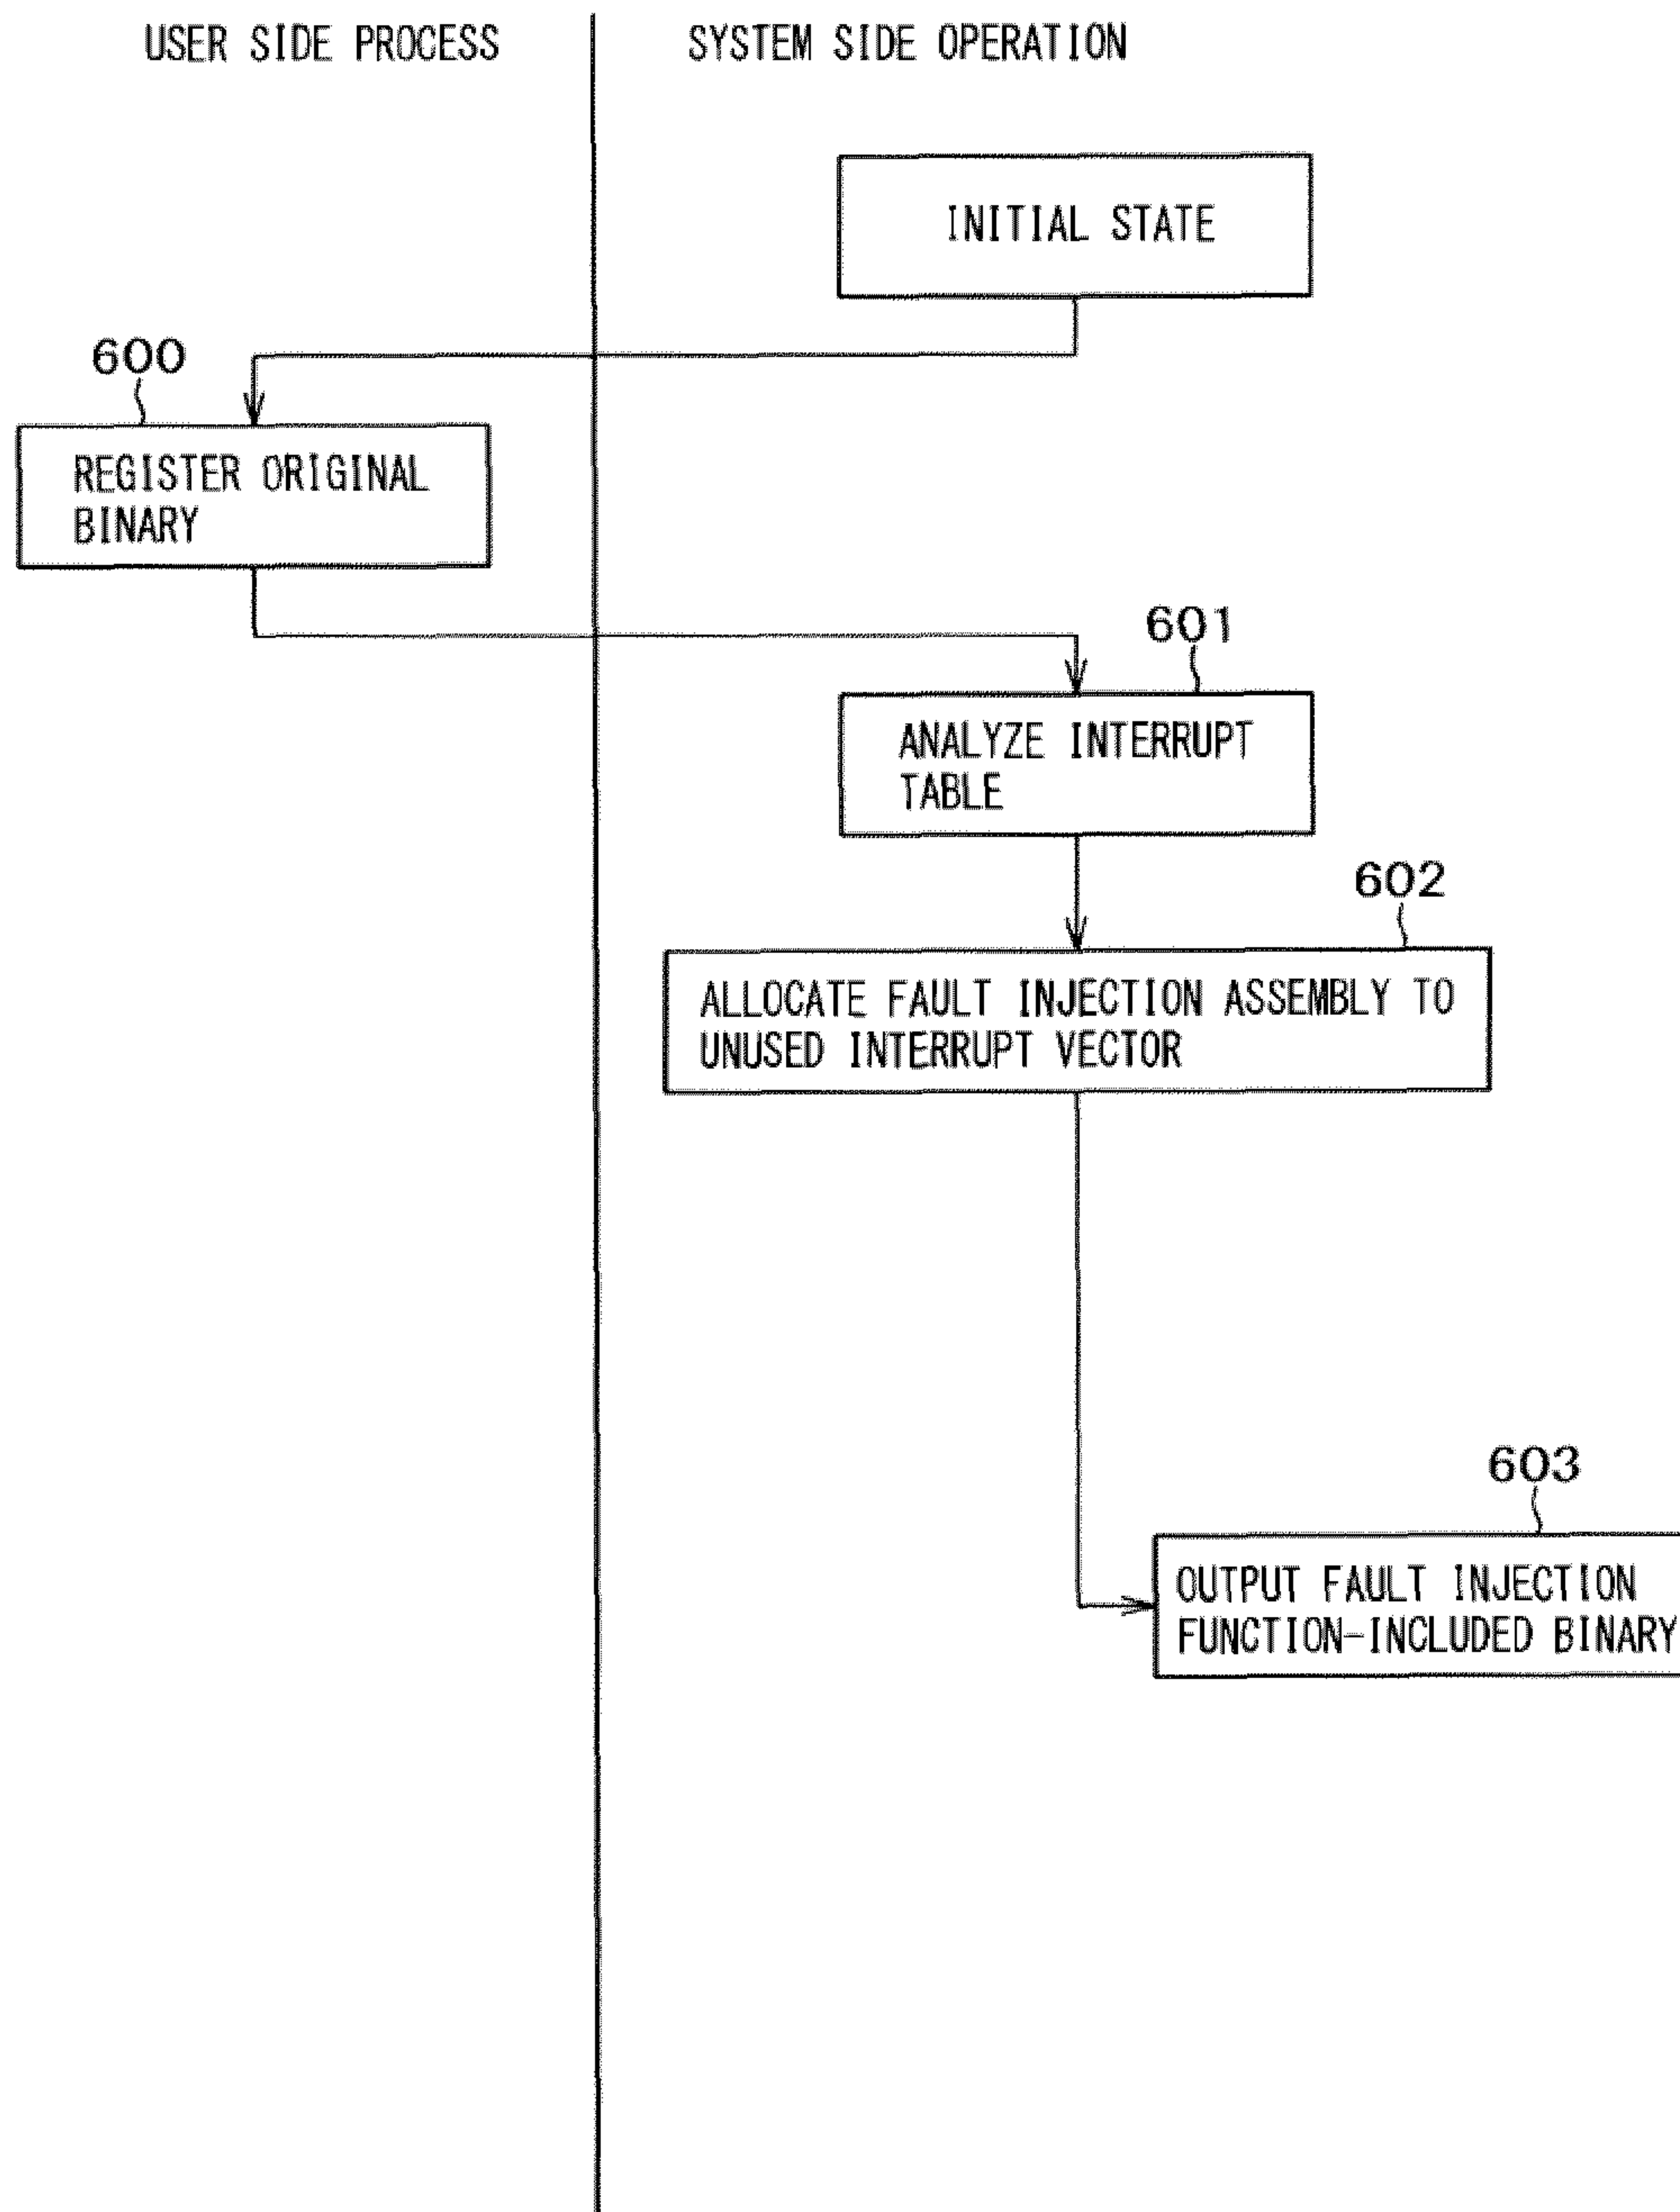 USER SIDE PROCESS
SYSTEM SIDE OPERATION
INITIAL STATE
600
REGISTER ORIGINAL
BINARY
601
ANALYZE INTERRUPT
TABLE
602
ALLOCATE FAULT INJECTION ASSEMBLY TO
UNUSED INTERRUPT VECTOR
603
OUTPUT FAULT INJECTION
FUNCTION-INCLUDED BINARY